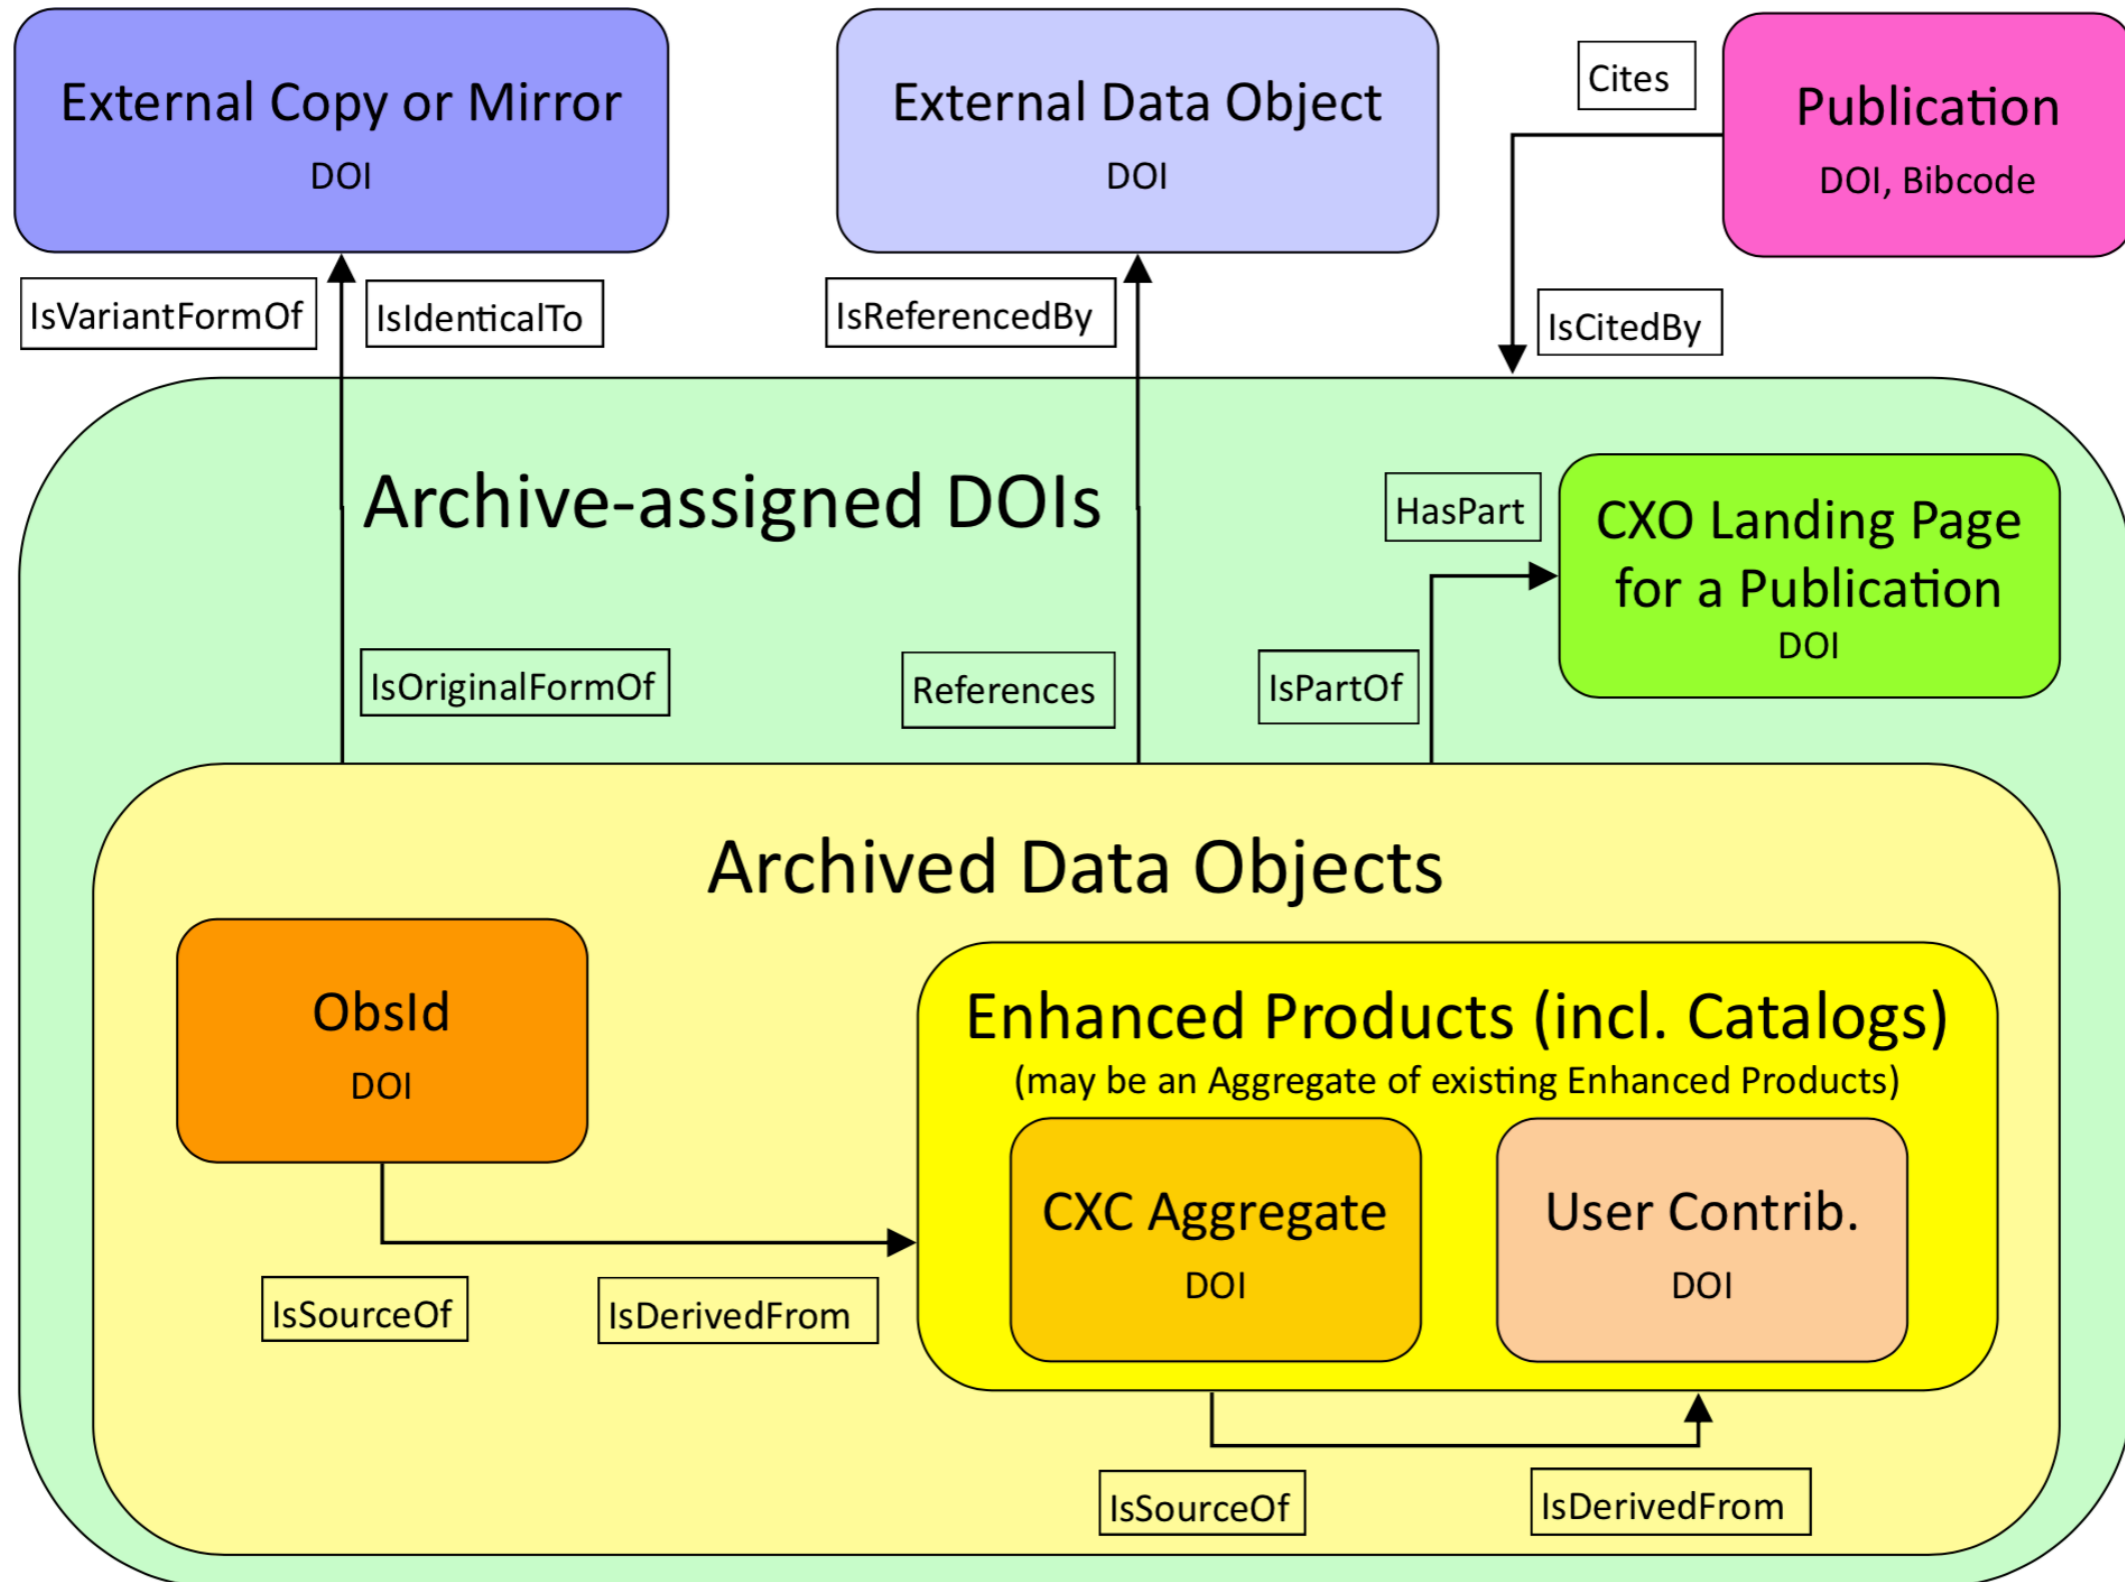 External Copy or Mirror
DOI
External Data Object
DOI
Cites
Publication
DOI, Bibcode
IsVariantFormOf
IsIdenticalTo
IsReferencedBy
IsCitedBy
Archive-assigned DOIs
HasPart
CXO Landing Page
for a Publication
DOI
IsOriginalFormOf
References
IsPartOf
Archived Data Objects
ObsId
DOI
Enhanced Products (incl. Catalogs)
(may be an Aggregate of existing Enhanced Products)
CXC Aggregate
DOI
User Contrib.
DOI
IsSourceOf
IsDerivedFrom
IsSourceOf
IsDerivedFrom